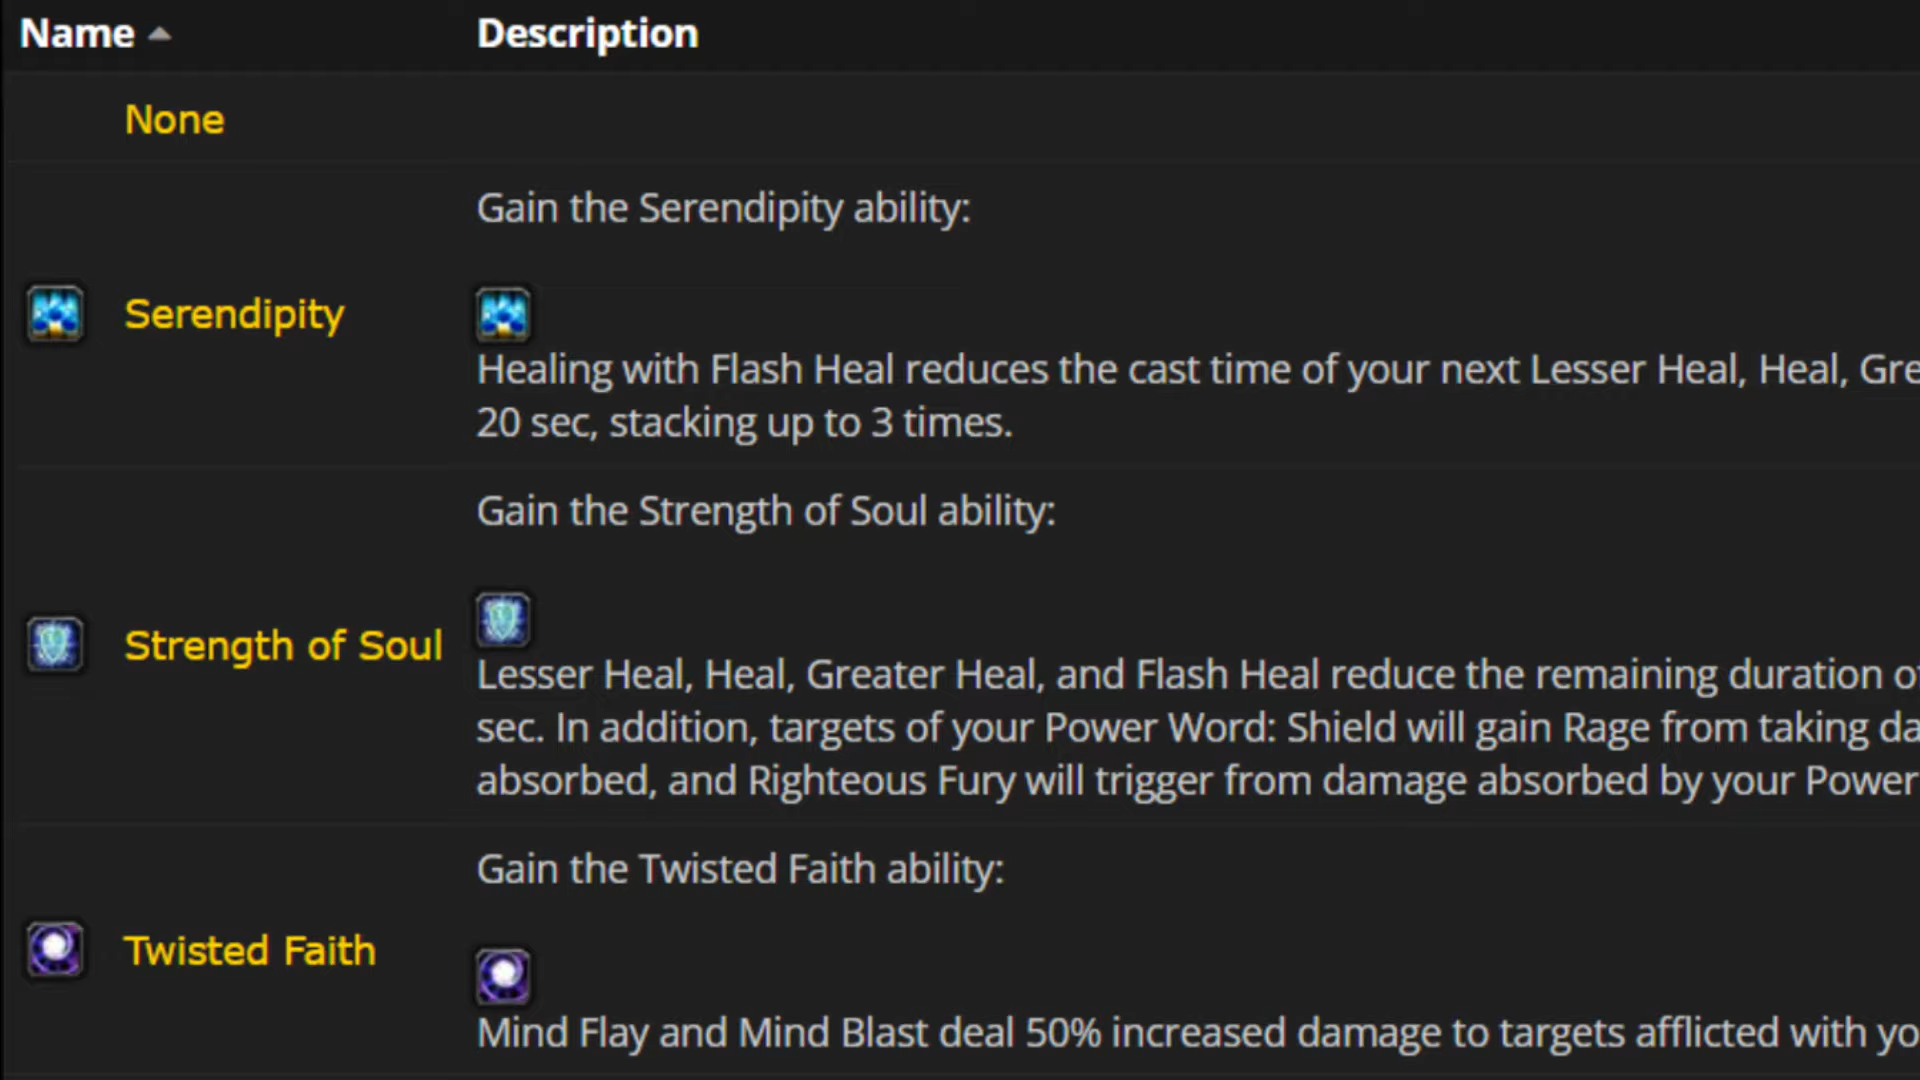 Name Description
None
Gain the Serendipity ability:
Serendipity
Healing with Flash Heal reduces the cast time of your next Lesser Heal, Heal,
20 sec, stacking up to 3 times.
Gain the Strength of Soul ability:
Strength of Soul
Lesser Heal, Heal, Greater Heal, and Flash Heal reduce the remaining duration
sec. In addition, targets of your Power Word: Shield will gain Rage from taking
absorbed, and Righteous Fury will trigger from damage absorbed by your Power
Gain the Twisted Faith ability:
Twisted Faith
Mind Flay and Mind Blast deal 50% increased damage to targets afflicted with